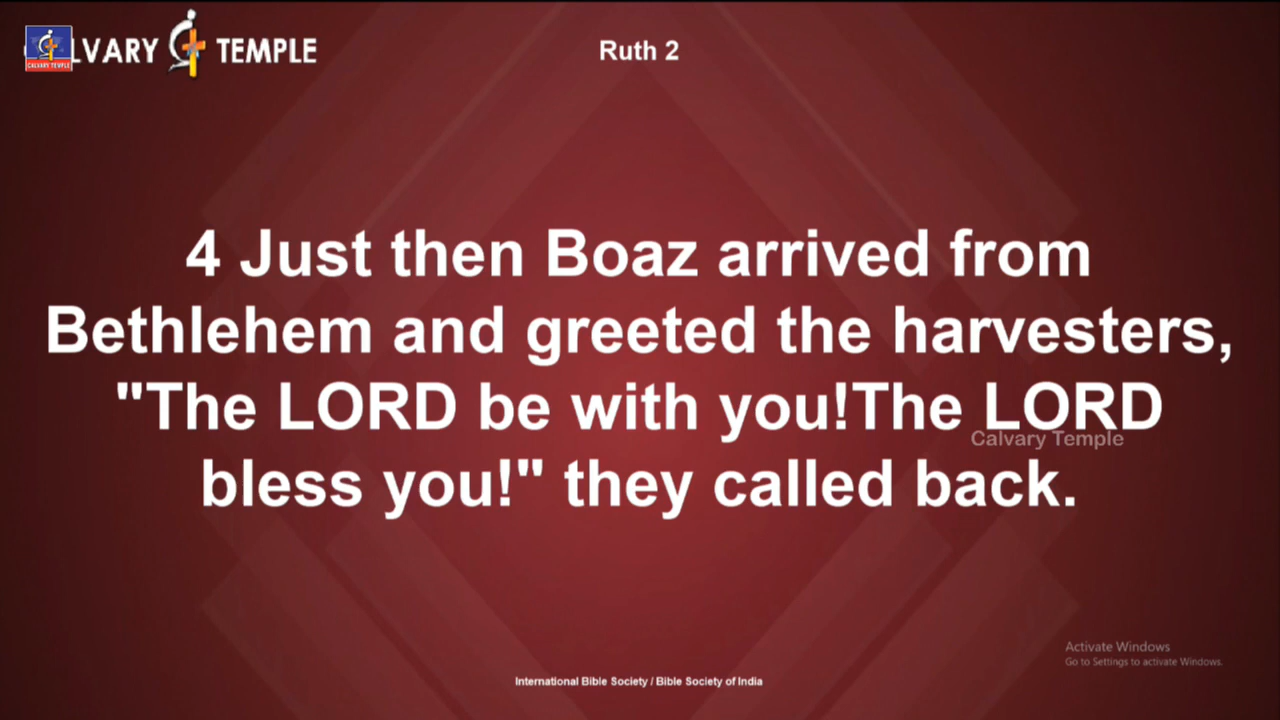 LVARY TEMPLE
CALVARY TEMPLE
Ruth 2
4 Just then Boaz arrived from
Bethlehem and greeted the harvesters,
"The LORD be with you!The LORD
Calvary Temple
bless you!" they called back.
Activate Windows
Go to Settings to activate Windows.
International Bible Society / Bible Society of India